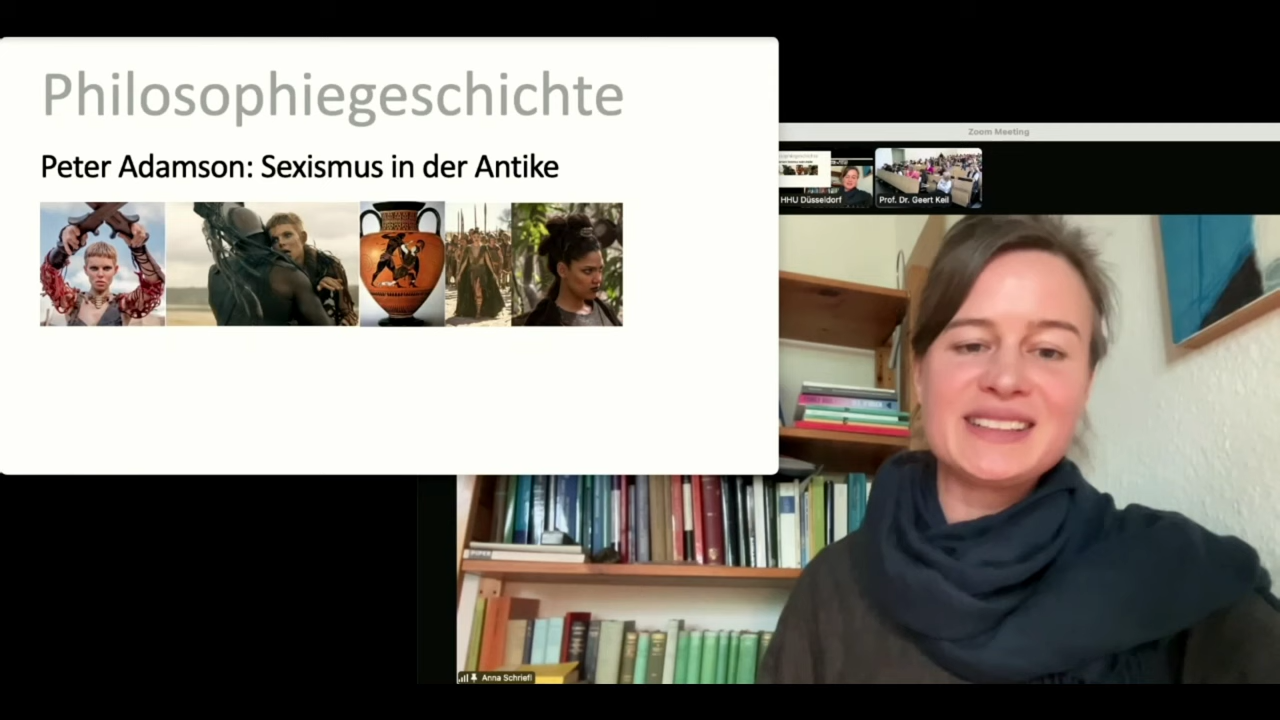 Philosophiegeschichte
Peter Adamson: Sexismus in der Antike
Zoom Meeting
HHU Düsseldorf
Prof. Dr. Geert Keil
Anna Schriefl